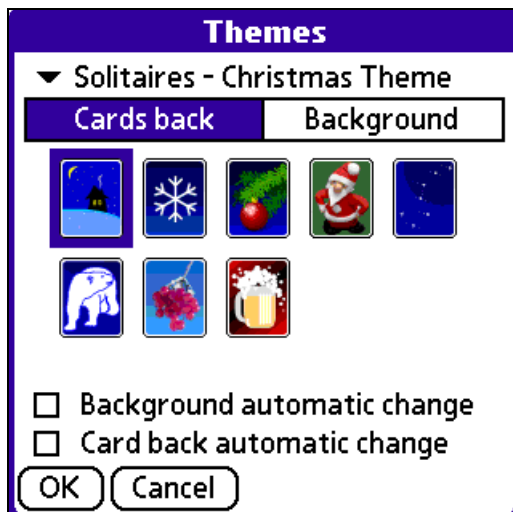 Themes
Solitaires - Christmas Theme
Cards back Background
Background automatic change
Card back automatic change
OK Cancel